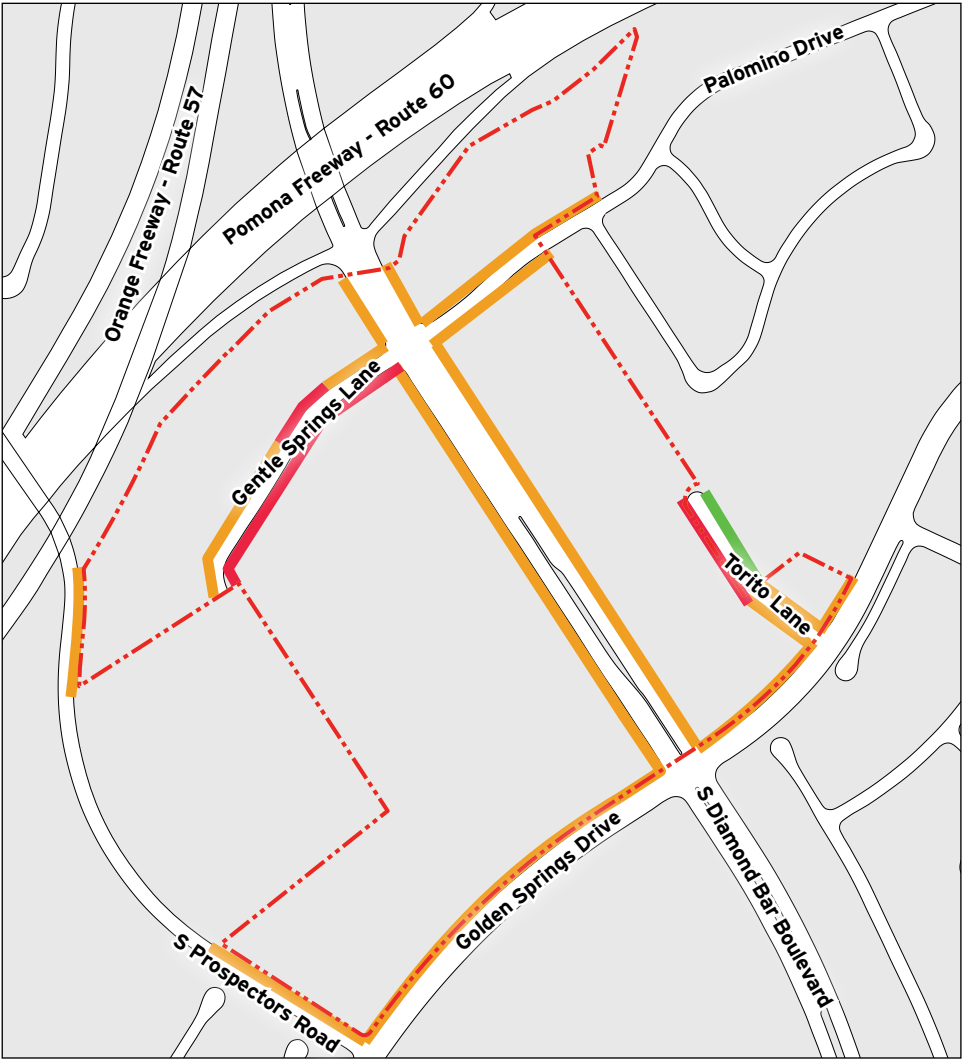 Palomino Drive
Pomona Freeway - Route 60
Orange Freeway - Route 57
Gentle Springs Lane
Torito Lane
Golden Springs Drive
S Diamond Bar Boulevard
S Prospectors Road